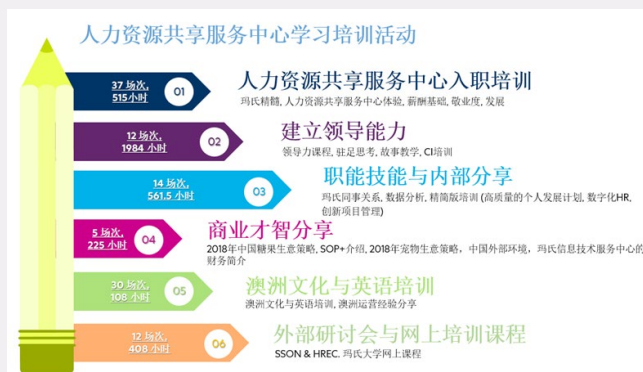 人力资源共享服务中心学习培训活动
37 场次,
515小时
01
人力资源共享服务中心入职培训
玛氏精髓, 人力资源共享服务中心体验, 薪酬基础, 敬业度, 发展
12 场次,
1984 小时
02
建立领导能力
领导力课程, 驻足思考, 故事教学, CI培训
14 场次,
561.5 小时
03
职能技能与内部分享
玛氏同事关系, 数据分析, 精简版培训 (高质量的个人发展计划, 数字化HR,
创新项目管理)
5 场次,
225 小时
04
商业才智分享
2018年中国糖果生意策略, SOP+介绍, 2018年宠物生意策略，中国外部环境，玛氏信息技术服务中心的
财务简介
30 场次,
108 小时
05
澳洲文化与英语培训
澳洲文化与英语培训, 澳洲运营经验分享
12 场次,
408 小时
06
外部研讨会与网上培训课程
SSON & HREC. 玛氏大学网上课程